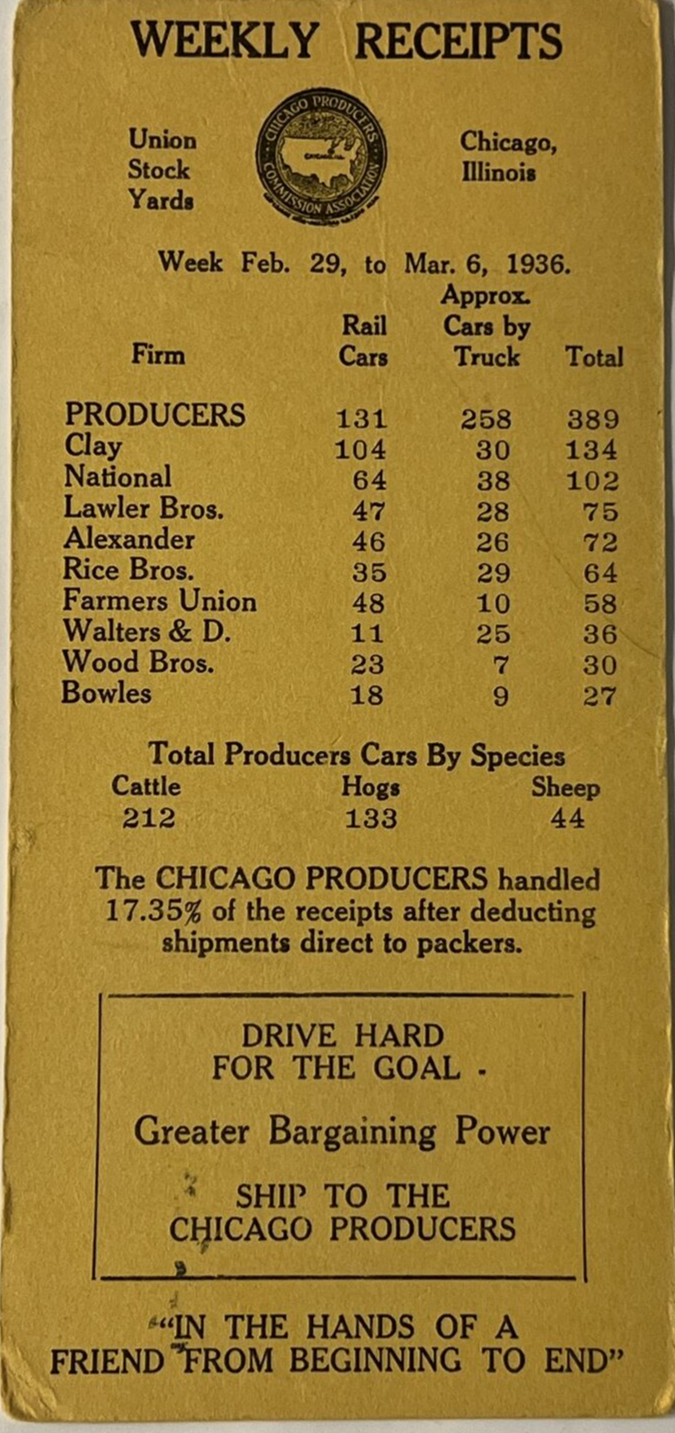 WEEKLY RECEIPTS
CHICAGO PRODUCERS
CHICAGO, ILL.
COMMISSION ASSOCIATION
Union
Stock
Yards
Chicago,
Illinois
Week Feb. 29, to Mar. 6, 1936.
Approx.
Rail Cars by
Firm Cars Truck Total
PRODUCERS 131 258 389
Clay 104 30 134
National 64 38 102
Lawler Bros. 47 28 75
Alexander 46 26 72
Rice Bros. 35 29 64
Farmers Union 48 10 58
Walters & D. 11 25 36
Wood Bros. 23 7 30
Bowles 18 9 27
Total Producers Cars By Species
Cattle Hogs Sheep
212 133 44
The CHICAGO PRODUCERS handled
17.35% of the receipts after deducting
shipments direct to packers.
DRIVE HARD
FOR THE GOAL -
Greater Bargaining Power
SHIP TO THE
CHICAGO PRODUCERS
"IN THE HANDS OF A
FRIEND FROM BEGINNING TO END"